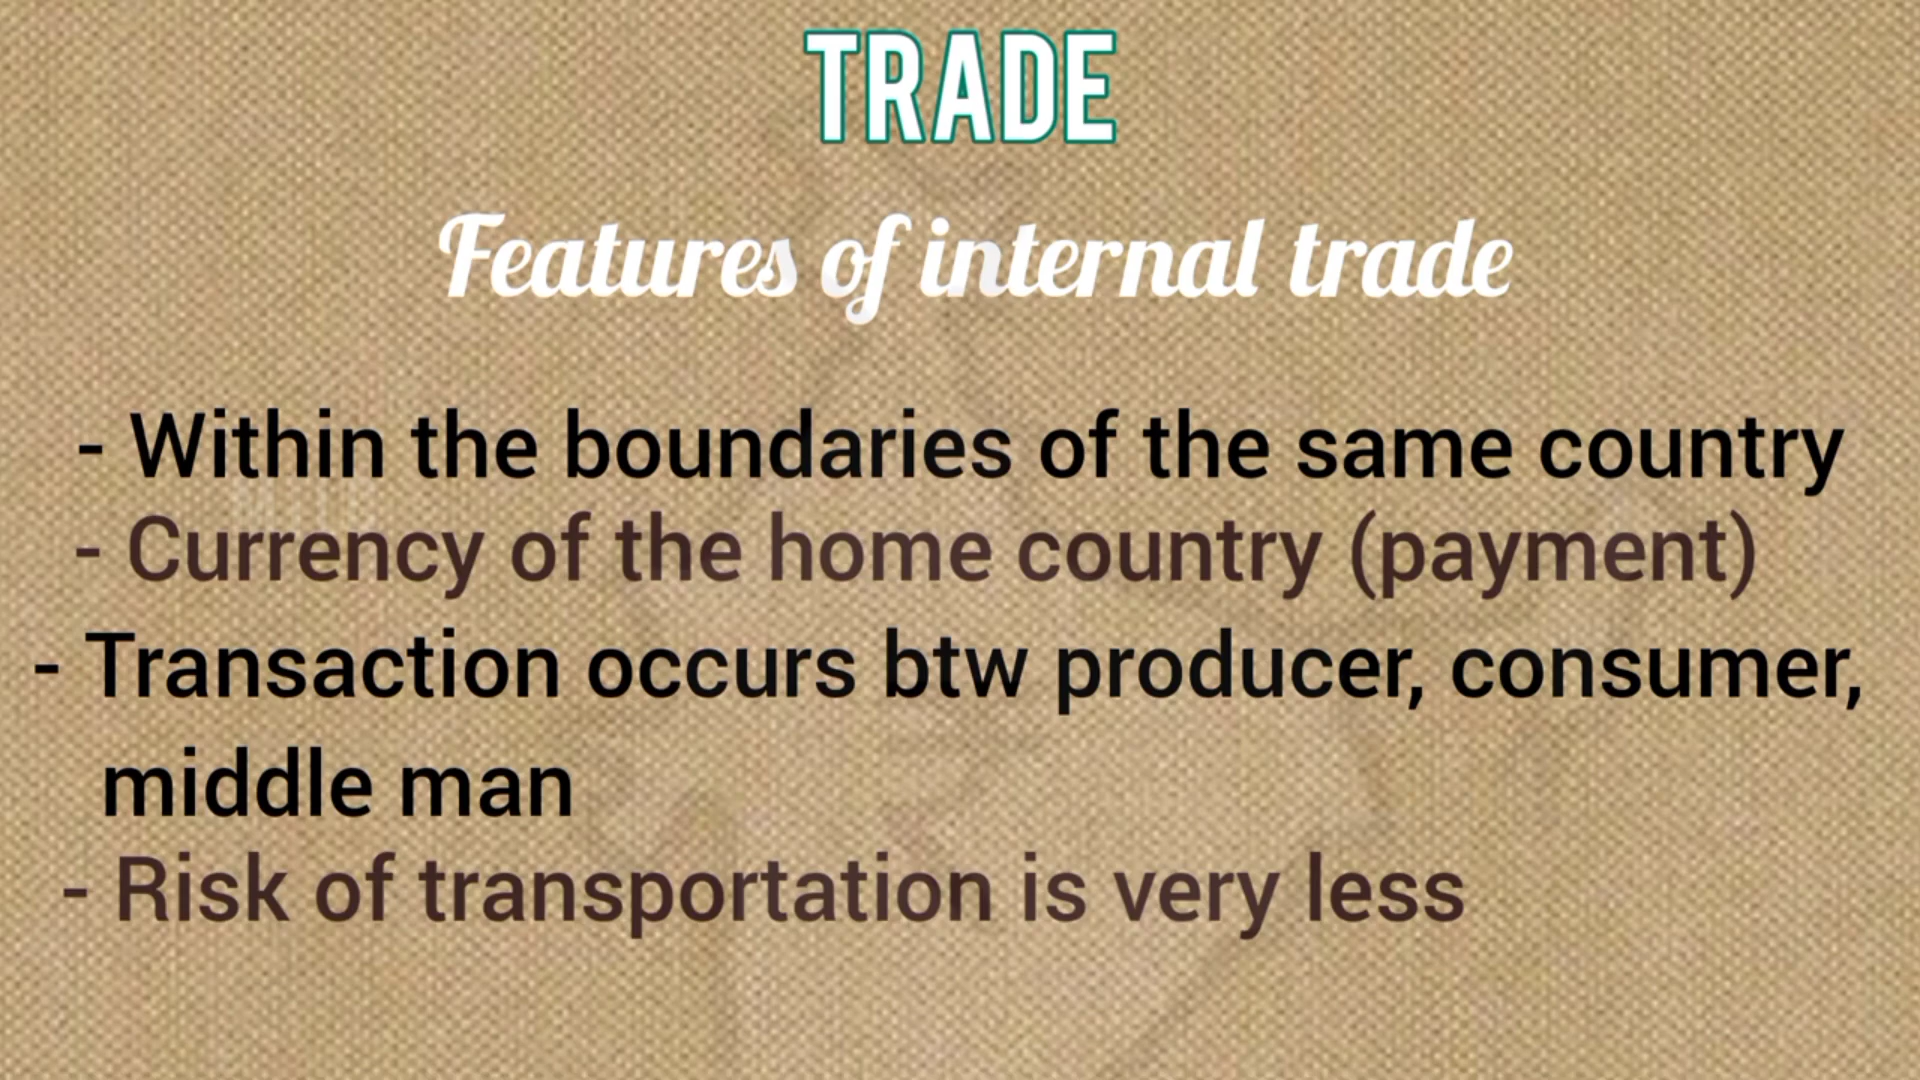 TRADE
Features of internal trade
- Within the boundaries of the same country
- Currency of the home country (payment)
- Transaction occurs btw producer, consumer,
middle man
- Risk of transportation is very less